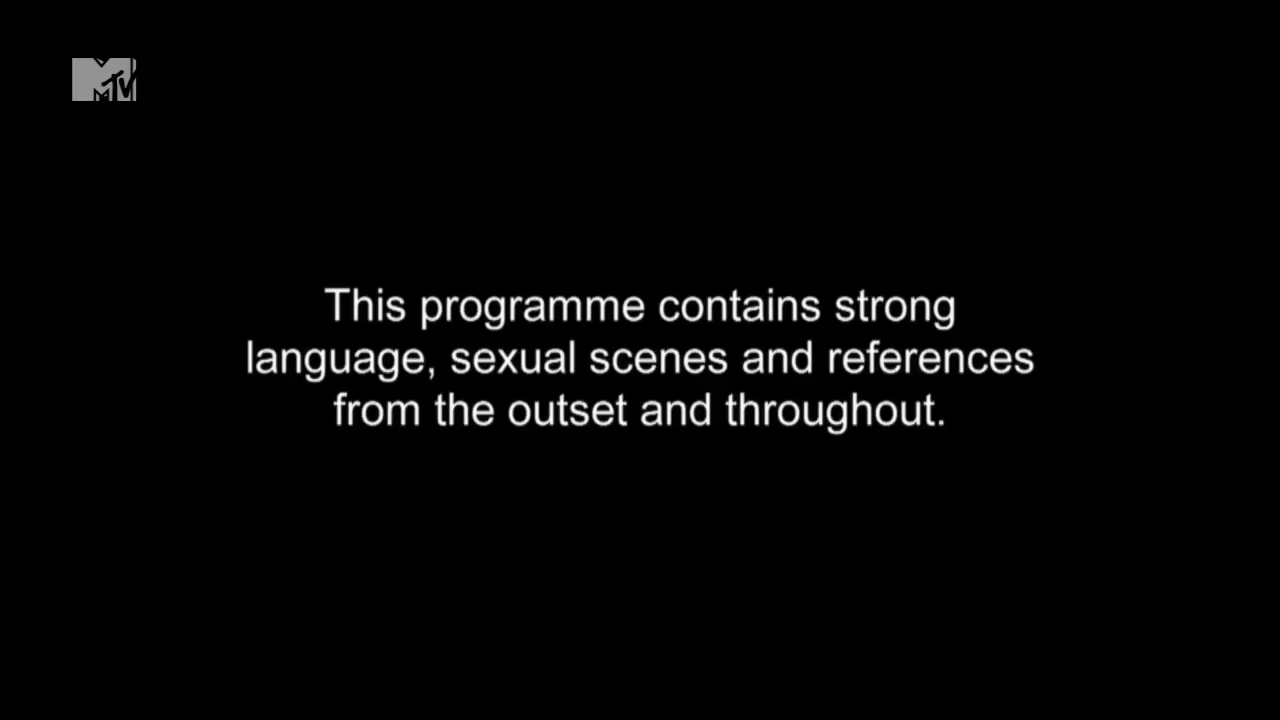 MTV
This programme contains strong
language, sexual scenes and references
from the outset and throughout.